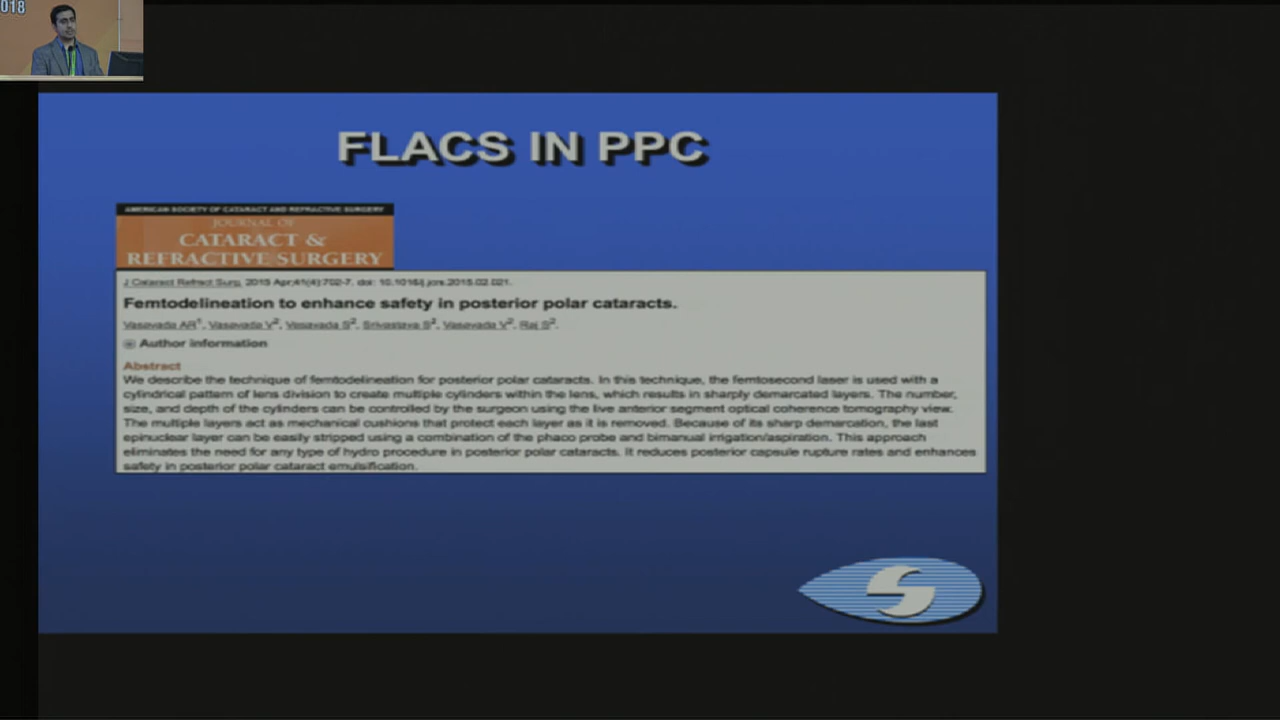 018
FLACS IN PPC
AMERICAN SOCIETY OF CATARACT AND REFRACTIVE SURGERY
JOURNAL OF
CATARACT &
REFRACTIVE SURGERY
J Cataract Refract Surg. 2015 Apr;41(4):702-7. doi: 10.1016/j.jcrs.2015.02.021.
Femtodelineation to enhance safety in posterior polar cataracts.
Vasavada AR1, Vasavada V2, Vasavada S2, Srivastava S2, Vasavada V2, Raj S2.
Author information
Abstract
We describe the technique of femtodelineation for posterior polar cataracts. In this technique, the femtosecond laser is used with a
cylindrical pattern of lens division to create multiple cylinders within the lens, which results in sharply demarcated layers. The number,
size, and depth of the cylinders can be controlled by the surgeon using the live anterior segment optical coherence tomography view.
The multiple layers act as mechanical cushions that protect each layer as it is removed. Because of its sharp demarcation, the last
epinuclear layer can be easily stripped using a combination of the phaco probe and bimanual irrigation/aspiration. This approach
eliminates the need for any type of hydro procedure in posterior polar cataracts. It reduces posterior capsule rupture rates and enhances
safety in posterior polar cataract emulsification.
S